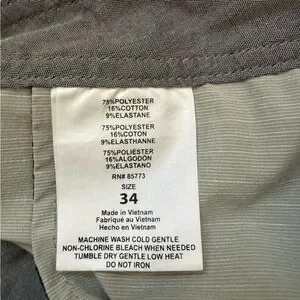 75%POLYESTER
16%COTTON
9%ELASTANE
75%POLYESTER
16%COTON
9%ELASTHANNE
75%POLIÉSTER
16%ALGODON
9%ELASTANO
RN# 85773
SIZE
34
Made in Vietnam
Fabriqué au Vietnam
Hecho en Vietnam
MACHINE WASH COLD GENTLE
NON-CHLORINE BLEACH WHEN NEEDED
TUMBLE DRY GENTLE LOW HEAT
DO NOT IRON